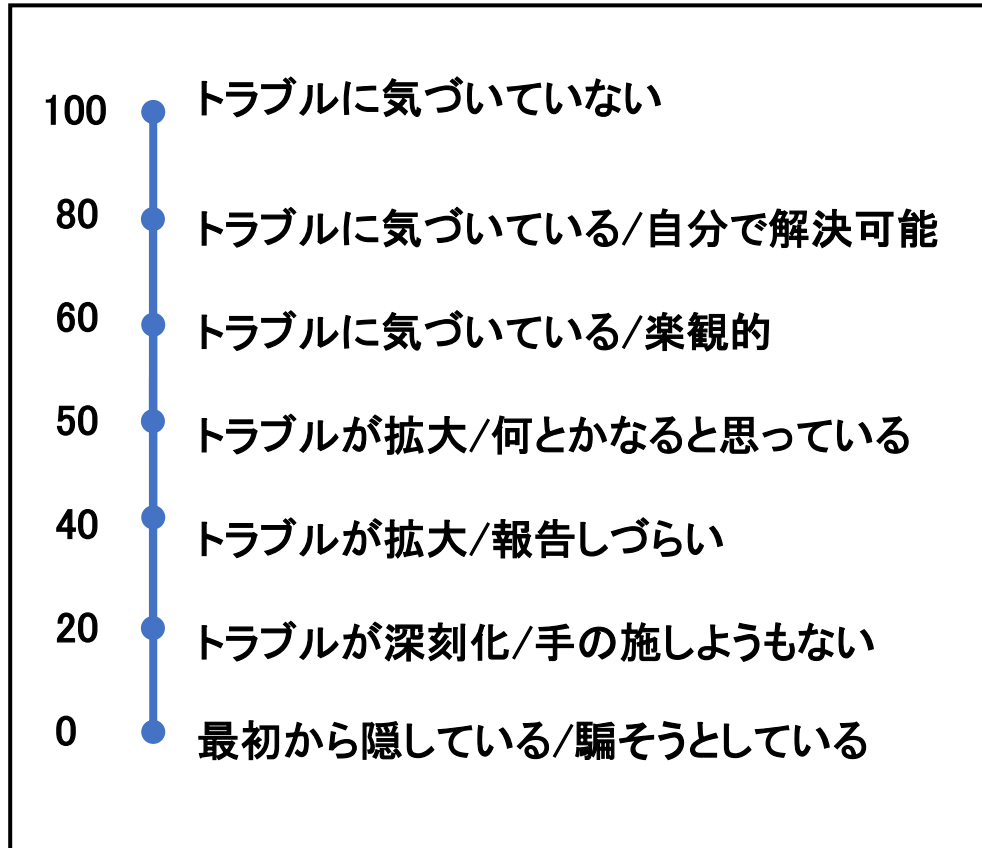 100 トラブルに気づいていない
80 トラブルに気づいている/自分で解決可能
60 トラブルに気づいている/楽観的
50 トラブルが拡大/何とかなると思っている
40 トラブルが拡大/報告しづらい
20 トラブルが深刻化/手の施しようもない
0 最初から隠している/騙そうとしている